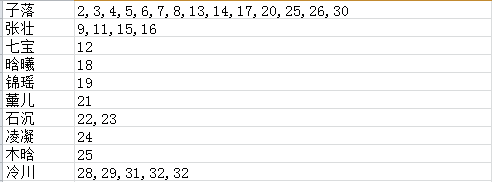 子落 2,3,4,5,6,7,8,13,14,17,20,25,26,30
张壮 9,11,15,16
七宝 12
晗曦 18
锦瑶 19
薰儿 21
石沉 22,23
凌凝 24
木晗 25
冷川 28,29,31,32,32